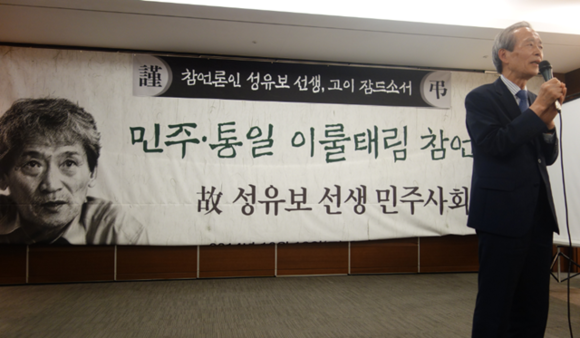 謹 참언론인 성유보 선생, 고이 잠드소서 弔
민주·통일 이룰태림 참언
故 성유보 선생 민주사회